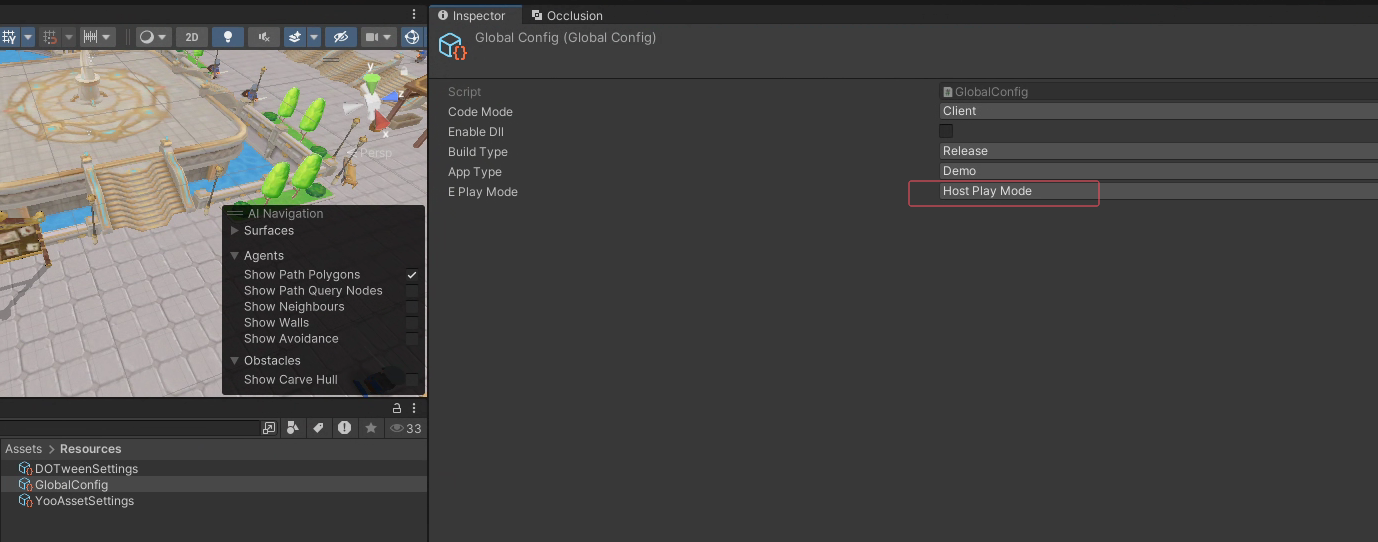 Inspector
Occlusion
2D
Global Config (Global Config)
Script
GlobalConfig
Code Mode
Client
Enable Dll
Build Type
Release
App Type
Demo
E Play Mode
Host Play Mode
y
z
x
Persp
AI Navigation
Surfaces
Agents
Show Path Polygons
Show Path Query Nodes
Show Neighbours
Show Walls
Show Avoidance
Obstacles
Show Carve Hull
33
Assets > Resources
DOTweenSettings
GlobalConfig
YooAssetSettings